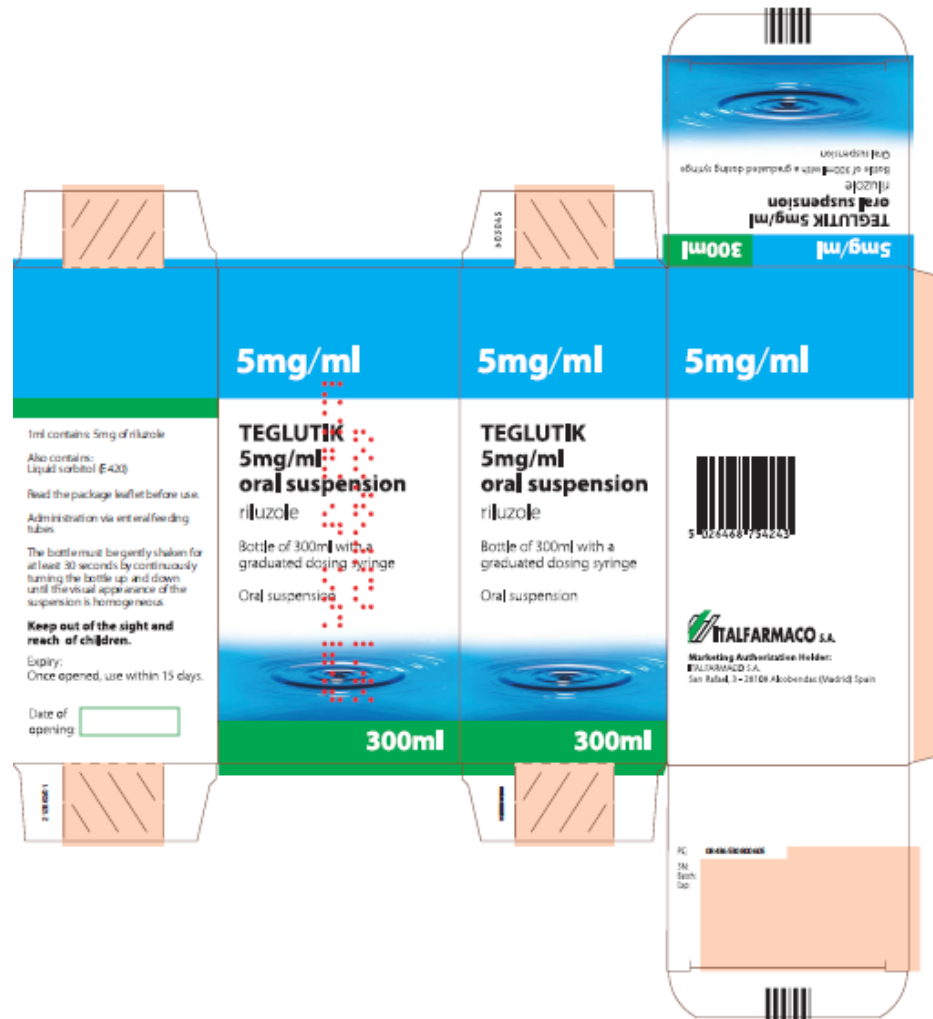 Oral suspension
Bottle of 300ml with a graduated dosing syringe
riluzole
oral suspension
TEGLUTIK 5mg/ml
300ml
5mg/ml
5mg/ml
5mg/ml
5mg/ml
1ml contains: 5mg of riluzole
Also contains:
Liquid sorbitol (E420)
Read the package leaflet before use.
Administration via enteral feeding
tubes
The bottle must be gently shaken for
at least 30 seconds by continuously
turning the bottle up and down
until the visual appearance of the
suspension is homogeneous
Keep out of the sight and
reach of children.
Expiry:
Once opened, use within 15 days.
Date of
opening:
TEGLUTIK
5mg/ml
oral suspension
riluzole
Bottle of 300ml with a
graduated dosing syringe
Oral suspension
300ml
TEGLUTIK
5mg/ml
oral suspension
riluzole
Bottle of 300ml with a
graduated dosing syringe
Oral suspension
300ml
5 026468 754243
ITALFARMACO S.A.
Marketing Authorization Holder:
ITALFARMACO S.A.
San Rafael, 3 – 28108 Alcobendas (Madrid) Spain
PC:
SN:
Batch:
Exp: